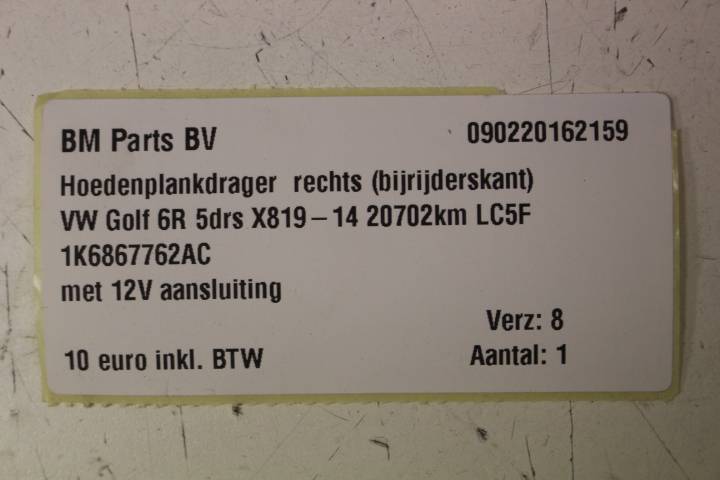 BM Parts BV 090220162159
Hoedenplankdrager rechts (bijrijderskant)
VW Golf 6R 5drs X819-14 20702km LC5F
1K6867762AC
met 12V aansluiting
Verz: 8
10 euro inkl. BTW Aantal: 1